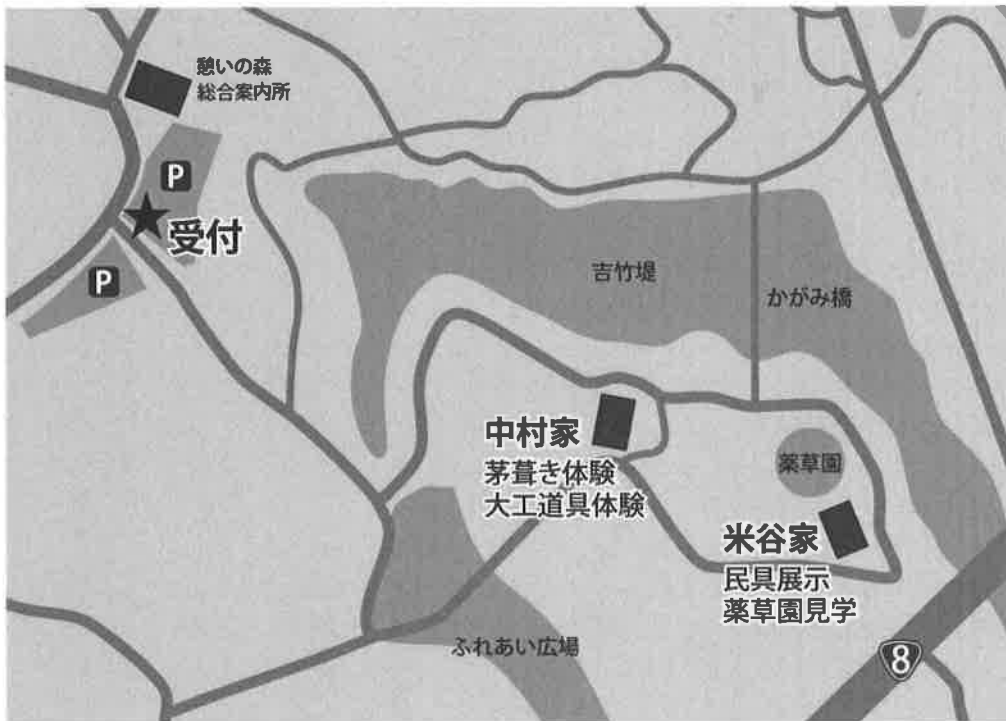 憩いの森
総合案内所
P
受付
P
吉竹堤
かがみ橋
中村家
茅葺き体験
大工道具体験
薬草園
米谷家
民具展示
薬草園見学
ふれあい広場
8